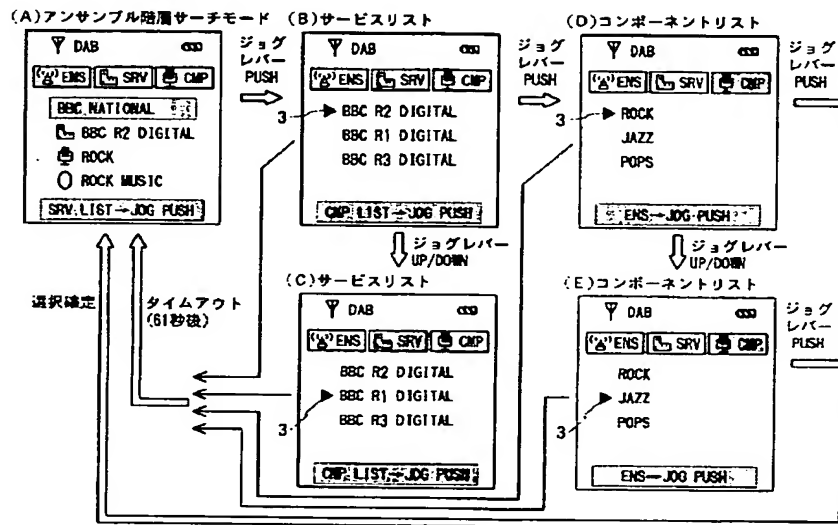 (A)アンサンブル階層サーチモード
DAB
ENS SRV CMP
BBC NATIONAL
BBC R2 DIGITAL
ROCK
ROCK MUSIC
SRV LIST→JOG PUSH
ジョグ
レバー
PUSH
(B)サービスリスト
DAB
ENS SRV CMP
3
BBC R2 DIGITAL
BBC R1 DIGITAL
BBC R3 DIGITAL
CMP LIST→JOG PUSH
ジョグ
レバー
PUSH
(D)コンポーネントリスト
DAB
ENS SRV CMP
3
ROCK
JAZZ
POPS
ENS→JOG PUSH
ジョグ
レバー
PUSH
ジョグレバー
UP/DOWN
ジョグレバー
UP/DOWN
選択確定
タイムアウト
(61秒後)
(C)サービスリスト
DAB
ENS SRV CMP
BBC R2 DIGITAL
BBC R1 DIGITAL
BBC R3 DIGITAL
3
CMP LIST→JOG PUSH
(E)コンポーネントリスト
DAB
ENS SRV CMP
ROCK
JAZZ
POPS
3
ENS→JOG PUSH
ジョグ
レバー
PUSH